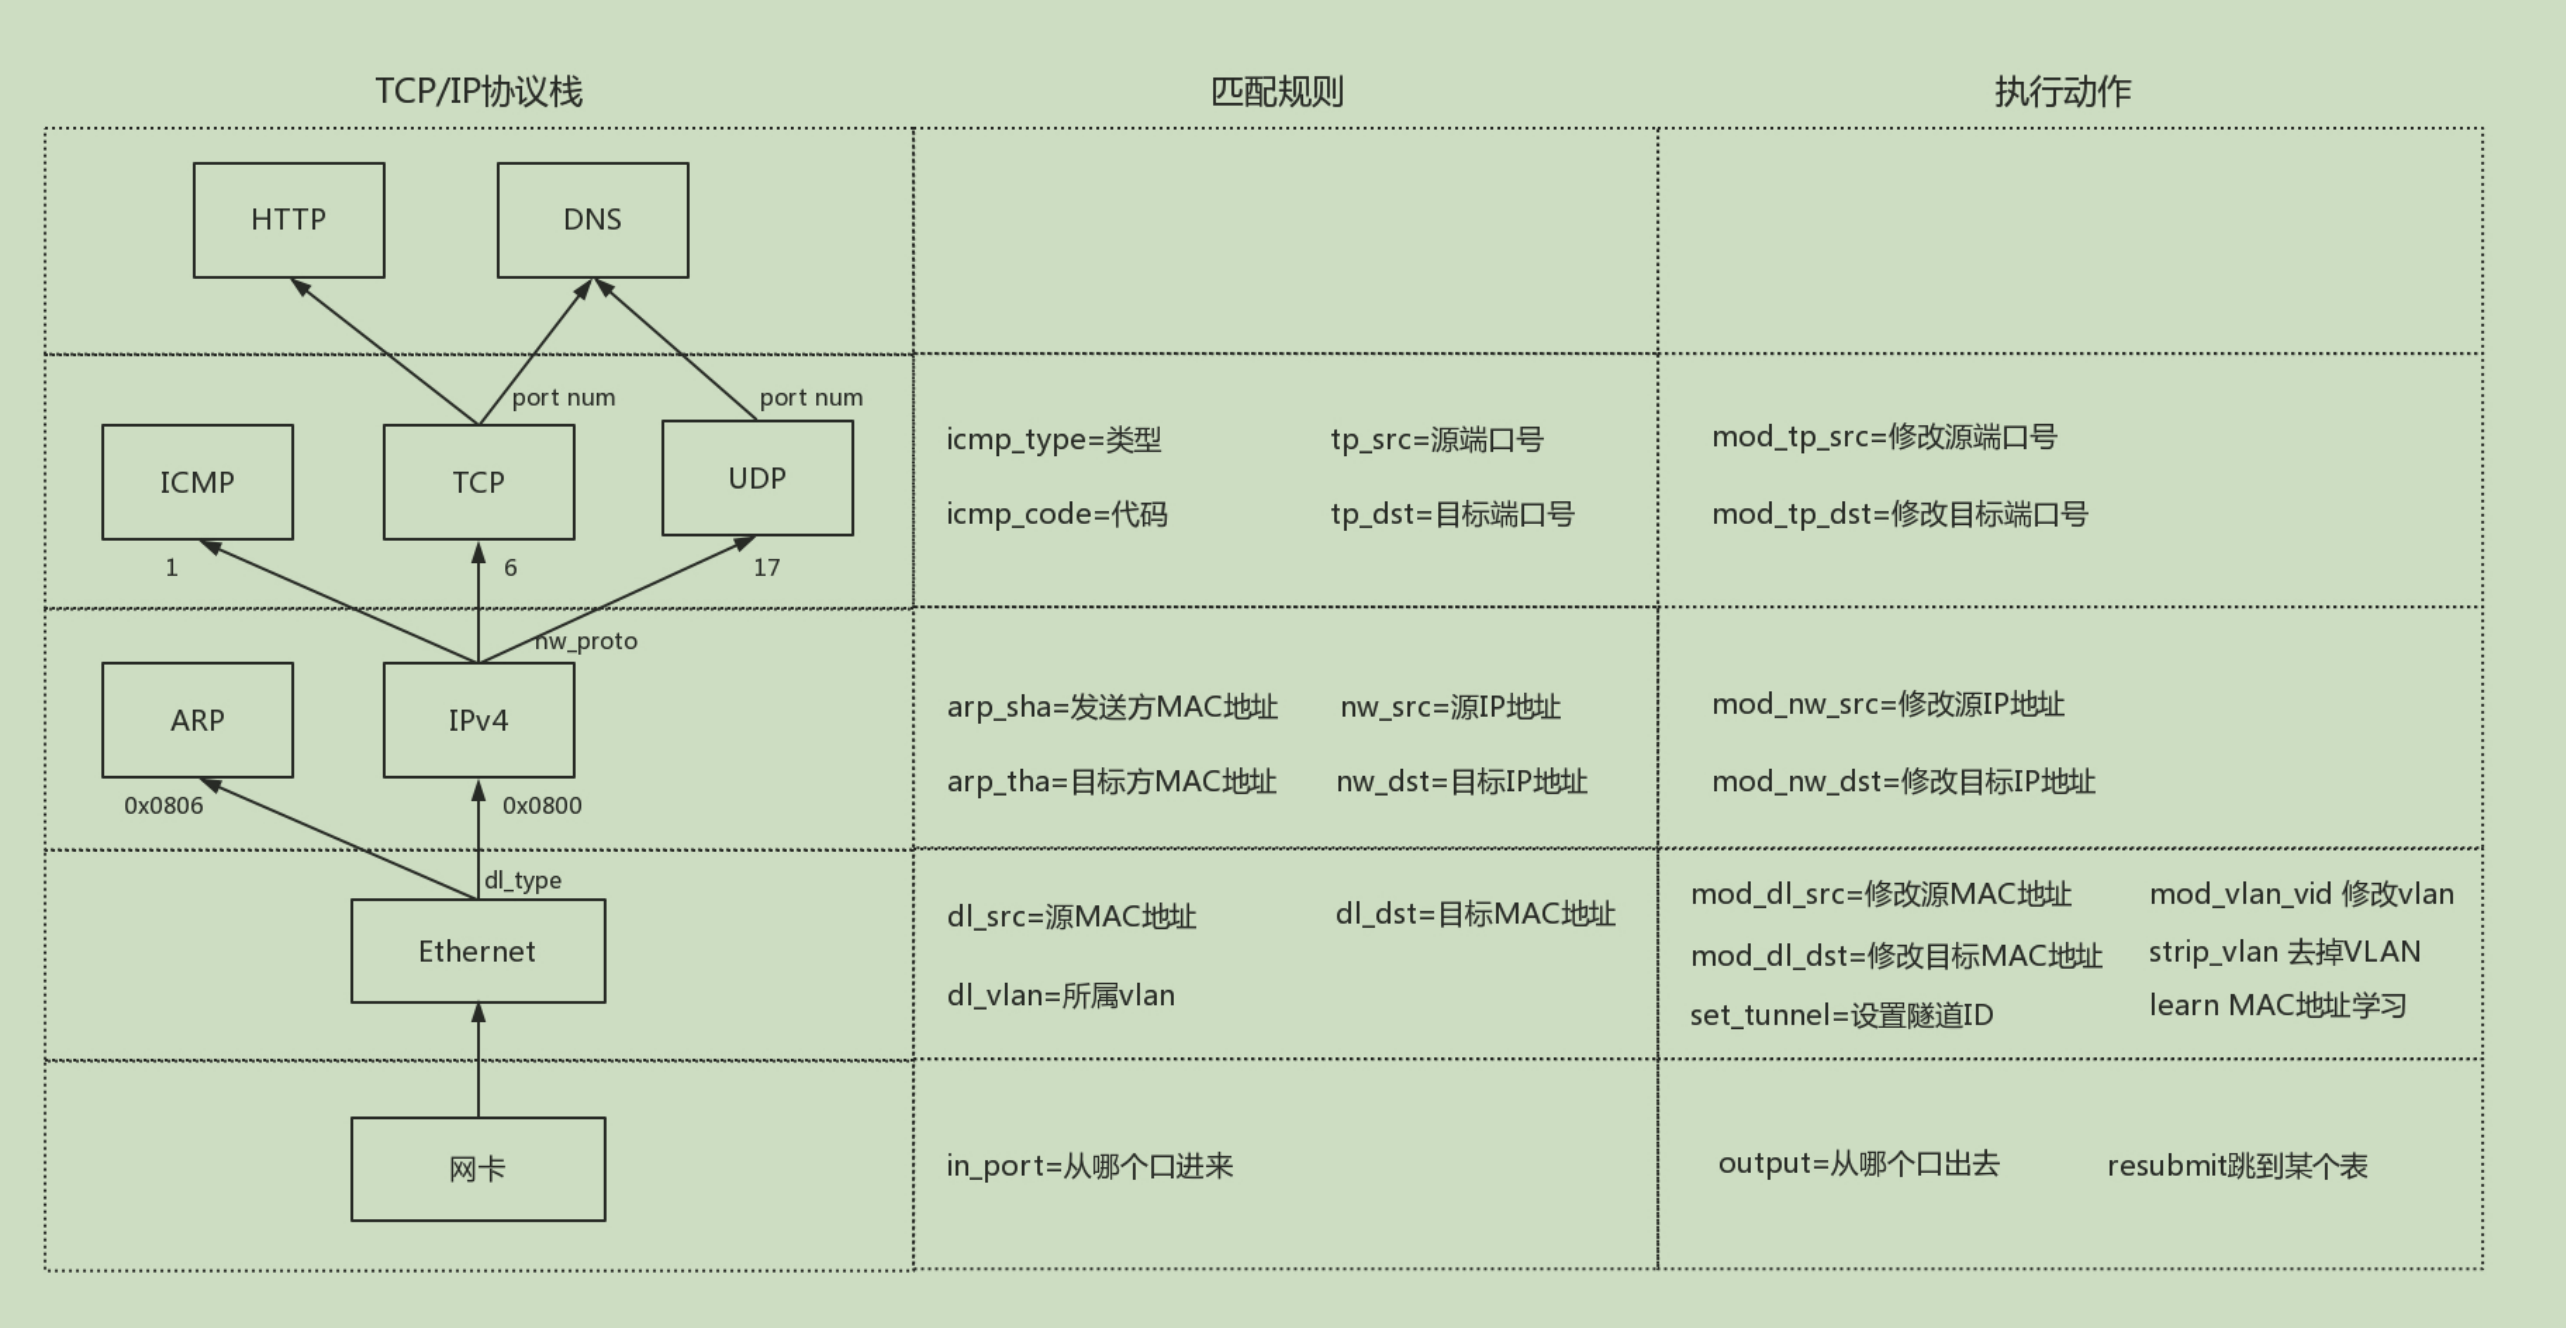 TCP/IP协议栈
匹配规则
执行动作
HTTP
DNS
port num
port num
ICMP
TCP
UDP
1
6
17
icmp_type=类型
tp_src=源端口号
icmp_code=代码
tp_dst=目标端口号
mod_tp_src=修改源端口号
mod_tp_dst=修改目标端口号
nw_proto
ARP
IPv4
0x0806
0x0800
arp_sha=发送方MAC地址
nw_src=源IP地址
arp_tha=目标方MAC地址
nw_dst=目标IP地址
mod_nw_src=修改源IP地址
mod_nw_dst=修改目标IP地址
dl_type
Ethernet
dl_src=源MAC地址
dl_dst=目标MAC地址
dl_vlan=所属vlan
mod_dl_src=修改源MAC地址
mod_vlan_vid 修改vlan
mod_dl_dst=修改目标MAC地址
strip_vlan 去掉VLAN
set_tunnel=设置隧道ID
learn MAC地址学习
网卡
in_port=从哪个口进来
output=从哪个口出去
resubmit跳到某个表